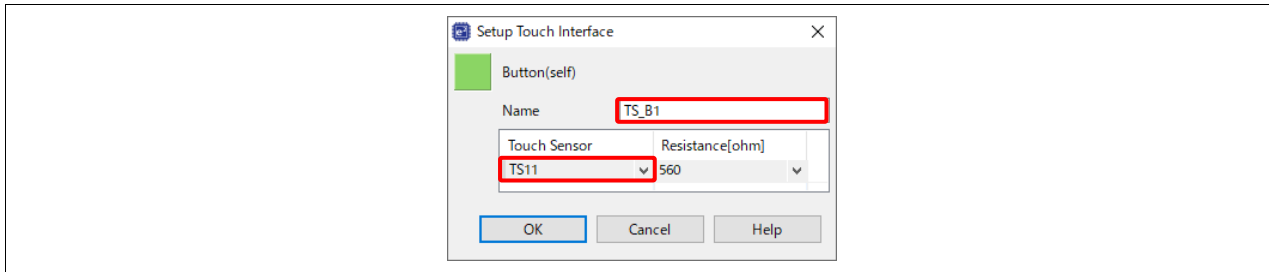 Setup Touch Interface
Button(self)
Name TS_B1
Touch Sensor Resistance[ohm]
TS11 560
OK Cancel Help